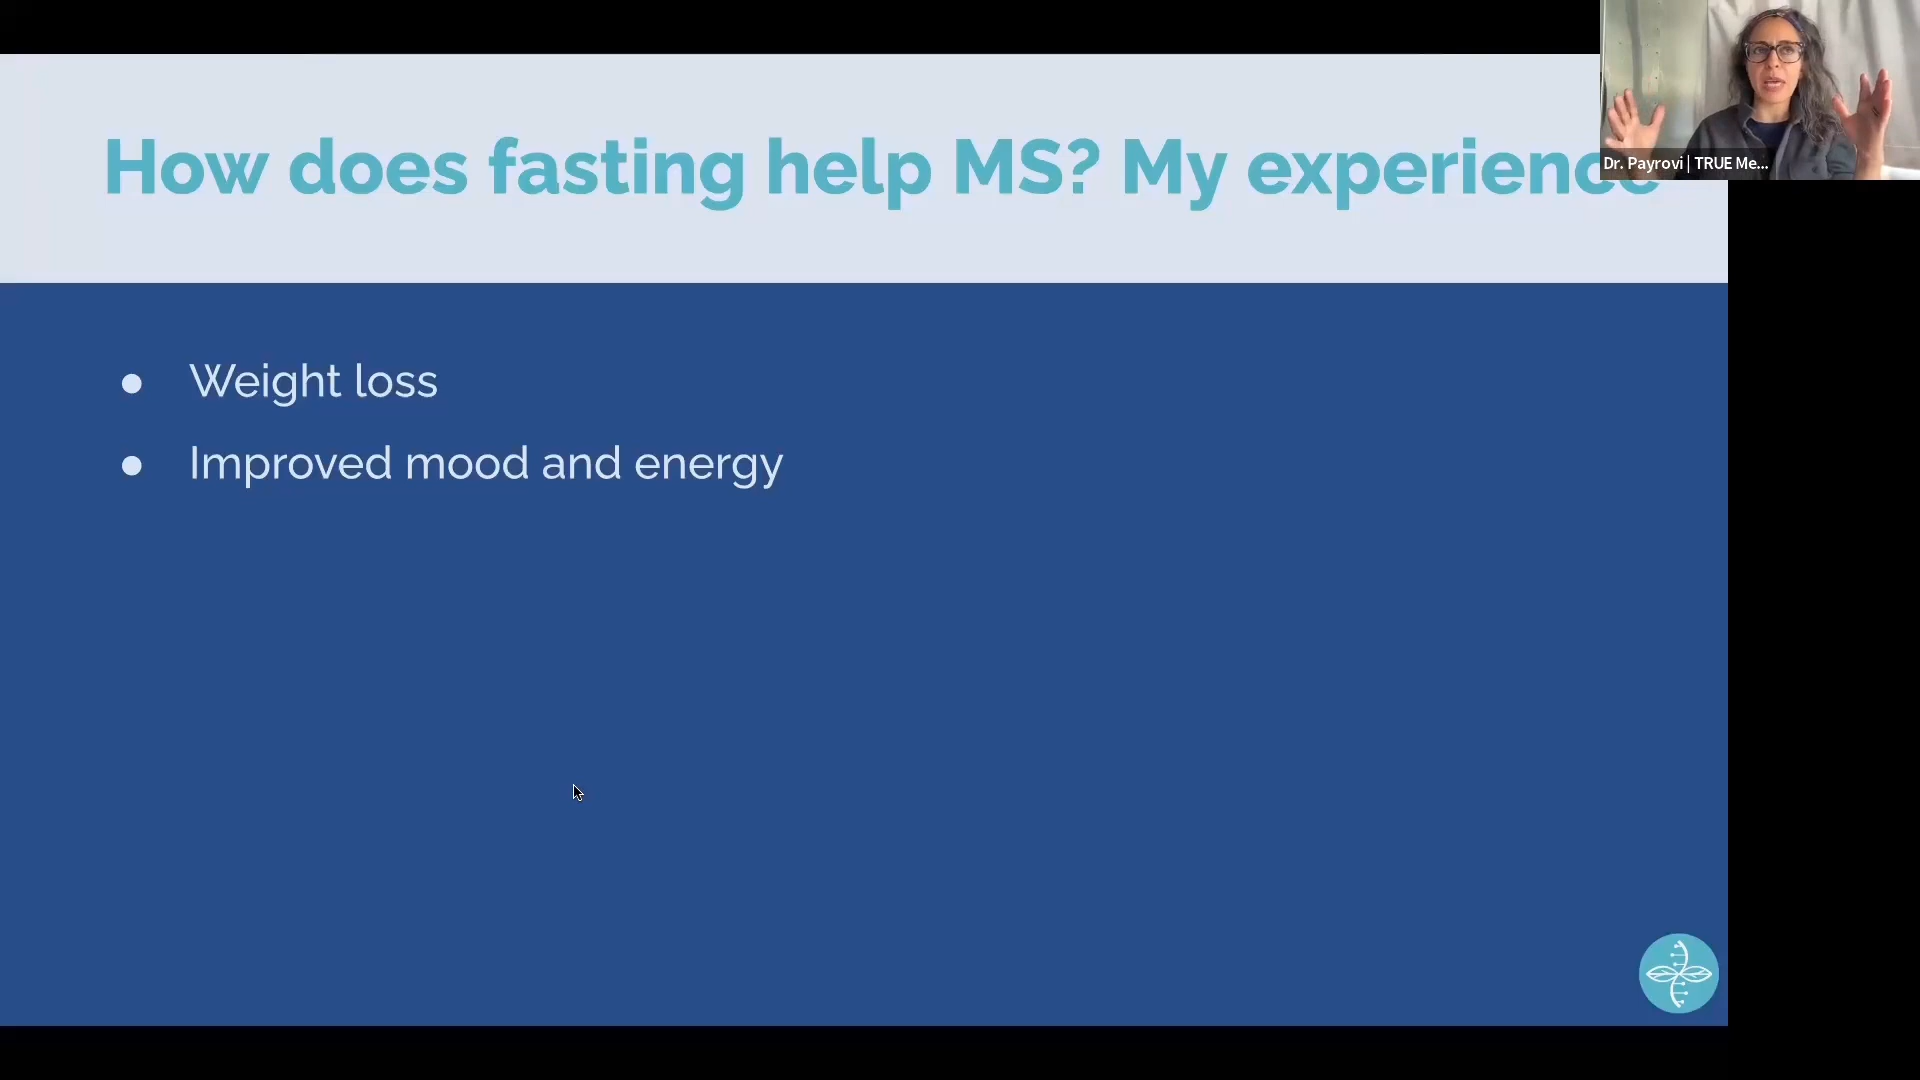 How does fasting help MS? My experience
Dr. Payrovi | TRUE Me...
Weight loss
Improved mood and energy